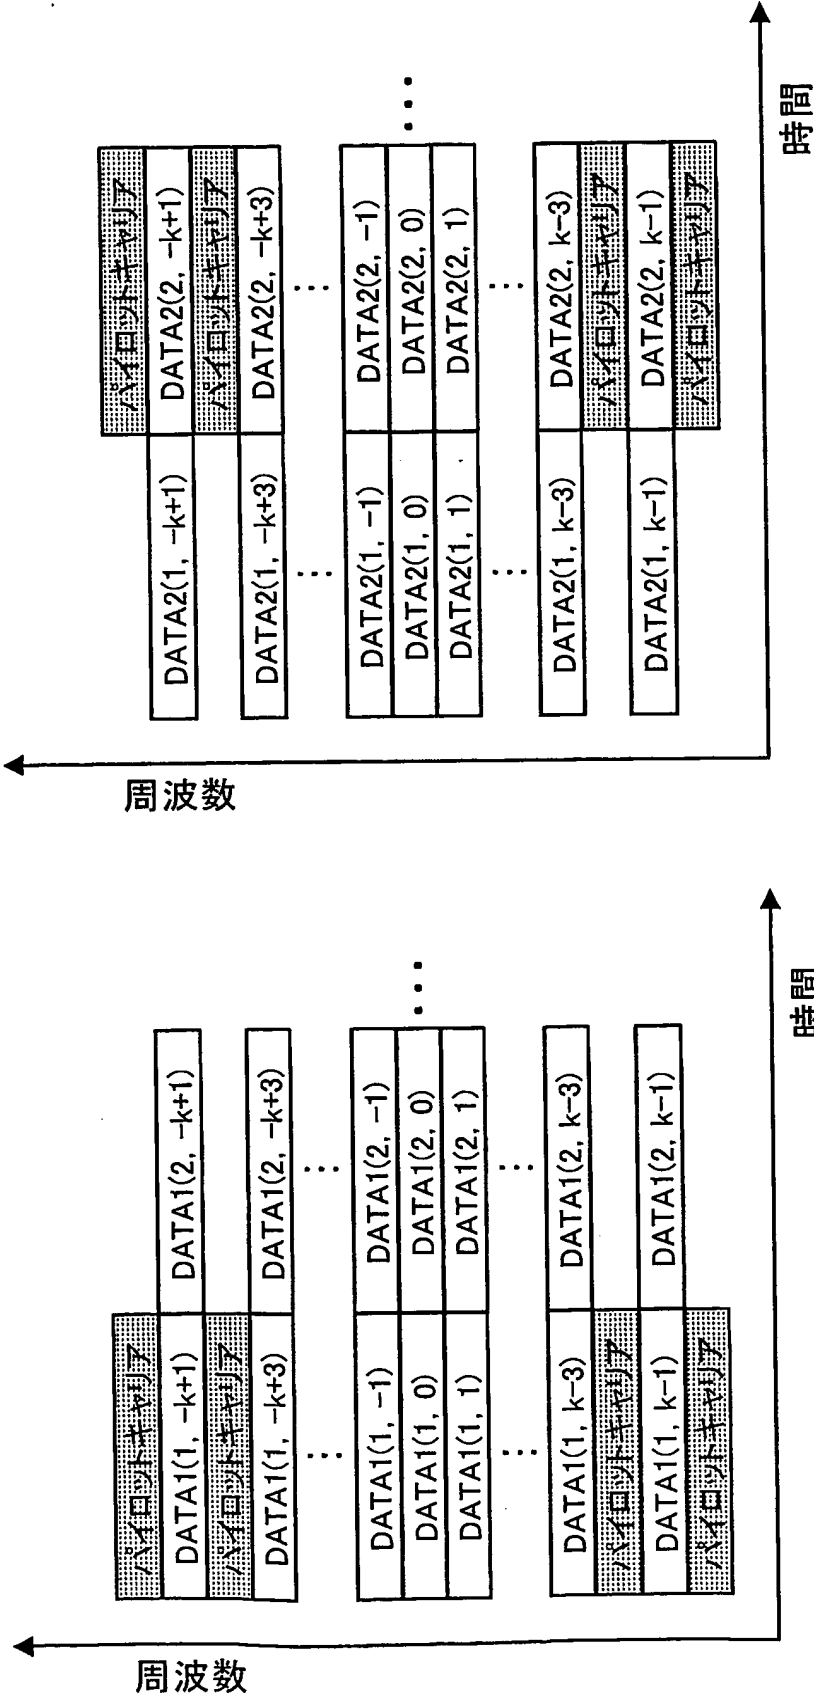 パイロットキャリア
DATA2(1, -k+1)
DATA2(2, -k+1)
パイロットキャリア
DATA2(1, -k+3)
DATA2(2, -k+3)
...
...
DATA2(1, -1)
DATA2(2, -1)
DATA2(1, 0)
DATA2(2, 0)
...
DATA2(1, 1)
DATA2(2, 1)
...
...
DATA2(1, k-3)
DATA2(2, k-3)
パイロットキャリア
DATA2(1, k-1)
DATA2(2, k-1)
パイロットキャリア
周波数
時間
パイロットキャリア
DATA1(1, -k+1)
DATA1(2, -k+1)
パイロットキャリア
DATA1(1, -k+3)
DATA1(2, -k+3)
...
...
DATA1(1, -1)
DATA1(2, -1)
DATA1(1, 0)
DATA1(2, 0)
...
DATA1(1, 1)
DATA1(2, 1)
...
...
DATA1(1, k-3)
DATA1(2, k-3)
パイロットキャリア
DATA1(1, k-1)
DATA1(2, k-1)
パイロットキャリア
周波数
時間